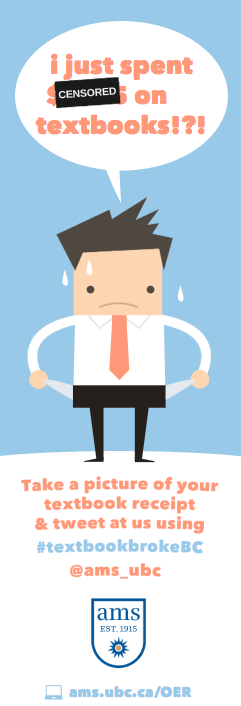 i just spent
CENSORED on
textbooks!?!
Take a picture of your
textbook receipt
& tweet at us using
#textbookbrokeBC
@ams_ubc
ams
EST. 1915
ams.ubc.ca/OER